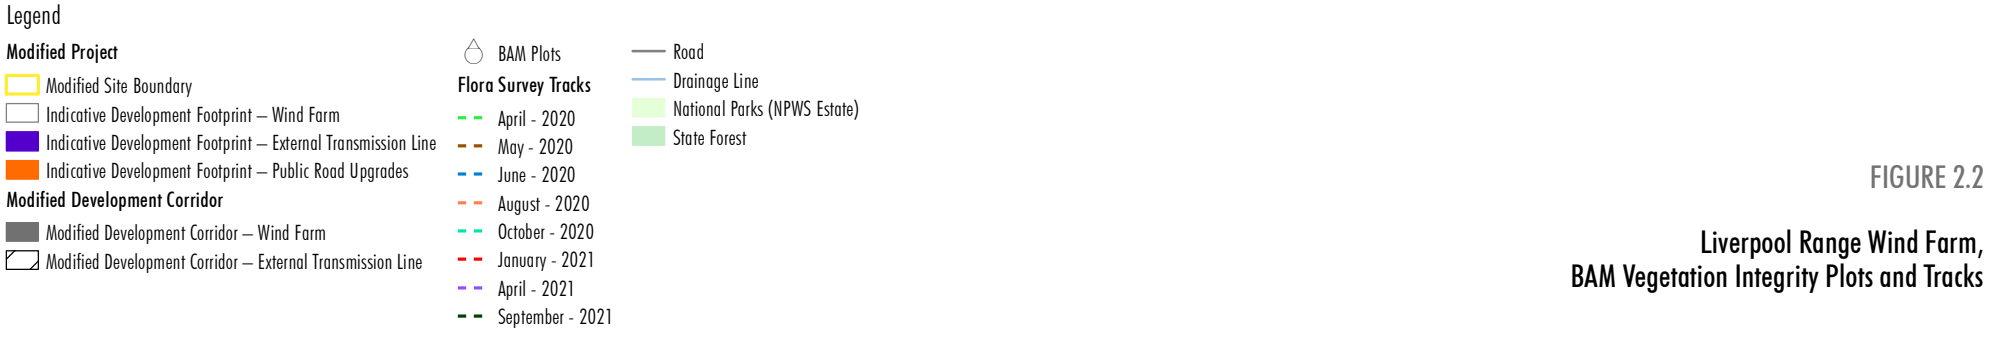 Legend
Modified Project
Modified Site Boundary
Indicative Development Footprint – Wind Farm
Indicative Development Footprint – External Transmission Line
Indicative Development Footprint – Public Road Upgrades
Modified Development Corridor
Modified Development Corridor – Wind Farm
Modified Development Corridor – External Transmission Line
BAM Plots
Flora Survey Tracks
April - 2020
May - 2020
June - 2020
August - 2020
October - 2020
January - 2021
April - 2021
September - 2021
Road
Drainage Line
National Parks (NPWS Estate)
State Forest
FIGURE 2.2
Liverpool Range Wind Farm,
BAM Vegetation Integrity Plots and Tracks